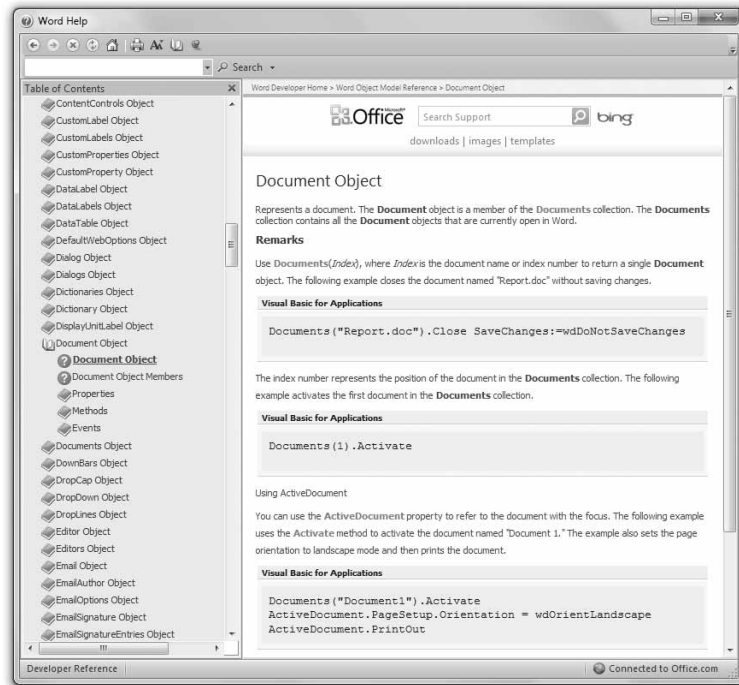 Word Help
Search
Table of Contents
ContentControls Object
CustomLabel Object
CustomLabels Object
CustomProperties Object
CustomProperty Object
DataLabel Object
DataLabels Object
DataTable Object
DefaultWebOptions Object
Dialog Object
Dialogs Object
Dictionaries Object
Dictionary Object
DisplayUnitLabel Object
Document Object
Document Object
Document Object Members
Properties
Methods
Events
Documents Object
DownBars Object
DropCap Object
DropDown Object
DropLines Object
Editor Object
Editors Object
Email Object
EmailAuthor Object
EmailOptions Object
EmailSignature Object
EmailSignatureEntries Object
Word Developer Home > Word Object Model Reference > Document Object
Microsoft
Office
Search Support
bing
downloads | images | templates
Document Object
Represents a document. The Document object is a member of the Documents collection. The Documents
collection contains all the Document objects that are currently open in Word.
Remarks
Use Documents(Index), where Index is the document name or index number to return a single Document
object. The following example closes the document named "Report.doc" without saving changes.
Visual Basic for Applications
Documents("Report.doc").Close SaveChanges:=wdDoNotSaveChanges
The index number represents the position of the document in the Documents collection. The following
example activates the first document in the Documents collection.
Visual Basic for Applications
Documents(1).Activate
Using ActiveDocument
You can use the ActiveDocument property to refer to the document with the focus. The following example
uses the Activate method to activate the document named "Document 1." The example also sets the page
orientation to landscape mode and then prints the document.
Visual Basic for Applications
Documents("Document1").Activate
ActiveDocument.PageSetup.Orientation = wdOrientLandscape
ActiveDocument.PrintOut
Developer Reference
Connected to Office.com